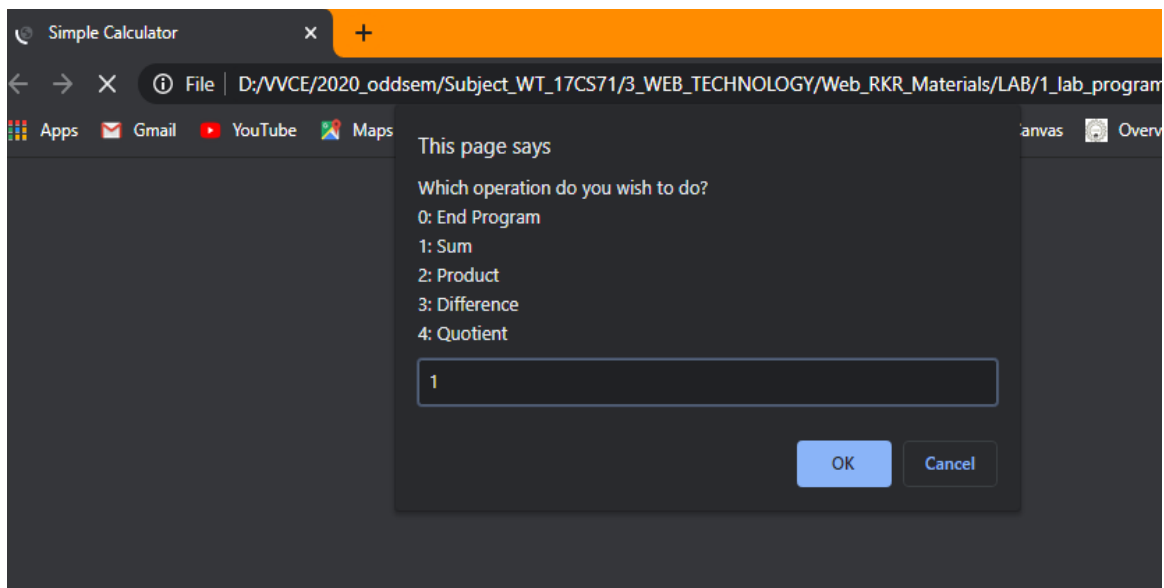 Simple Calculator
File D:/VVCE/2020_oddsem/Subject_WT_17CS71/3_WEB_TECHNOLOGY/Web_RKR_Materials/LAB/1_lab_program
Apps Gmail YouTube Maps anvas Overv
This page says
Which operation do you wish to do?
0: End Program
1: Sum
2: Product
3: Difference
4: Quotient
1
OK Cancel